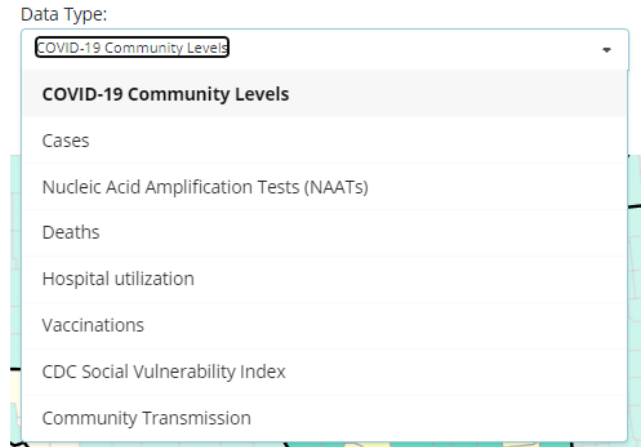 Data Type:
COVID-19 Community Levels
COVID-19 Community Levels
Cases
Nucleic Acid Amplification Tests (NAATs)
Deaths
Hospital utilization
Vaccinations
CDC Social Vulnerability Index
Community Transmission